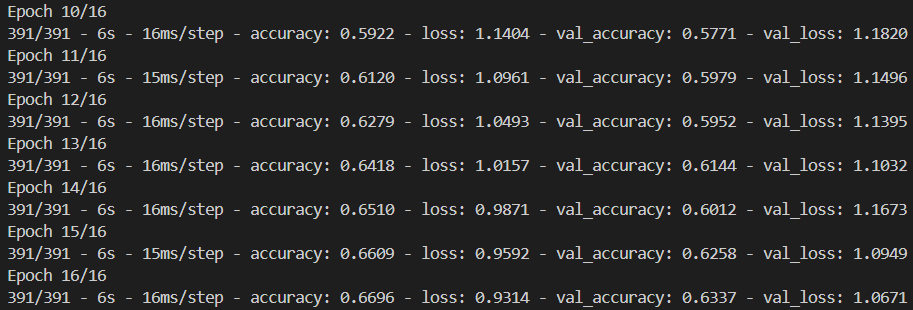 Epoch 10/16
391/391 - 6s - 16ms/step - accuracy: 0.5922 - loss: 1.1404 - val_accuracy: 0.5771 - val_loss: 1.1820
Epoch 11/16
391/391 - 6s - 15ms/step - accuracy: 0.6120 - loss: 1.0961 - val_accuracy: 0.5979 - val_loss: 1.1496
Epoch 12/16
391/391 - 6s - 16ms/step - accuracy: 0.6279 - loss: 1.0493 - val_accuracy: 0.5952 - val_loss: 1.1395
Epoch 13/16
391/391 - 6s - 16ms/step - accuracy: 0.6418 - loss: 1.0157 - val_accuracy: 0.6144 - val_loss: 1.1032
Epoch 14/16
391/391 - 6s - 16ms/step - accuracy: 0.6510 - loss: 0.9871 - val_accuracy: 0.6012 - val_loss: 1.1673
Epoch 15/16
391/391 - 6s - 15ms/step - accuracy: 0.6609 - loss: 0.9592 - val_accuracy: 0.6258 - val_loss: 1.0949
Epoch 16/16
391/391 - 6s - 16ms/step - accuracy: 0.6696 - loss: 0.9314 - val_accuracy: 0.6337 - val_loss: 1.0671